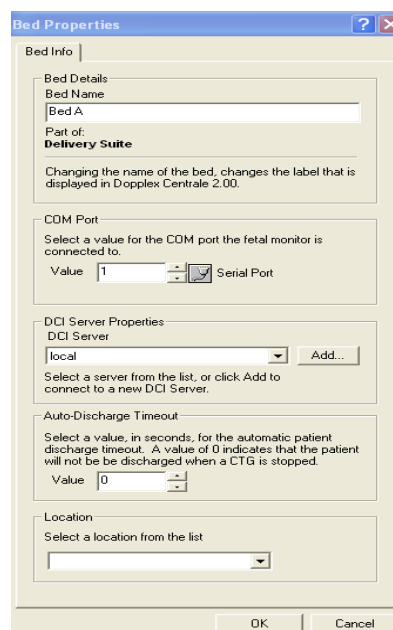 Bed Properties
Bed Info
Bed Details
Bed Name
Bed A
Part of:
Delivery Suite
Changing the name of the bed, changes the label that is
displayed in Dopplex Centrale 2.00.
COM Port
Select a value for the COM port the fetal monitor is
connected to.
Value 1 Serial Port
DCI Server Properties
DCI Server
local Add...
Select a server from the list, or click Add to
connect to a new DCI Server.
Auto-Discharge Timeout
Select a value, in seconds, for the automatic patient
discharge timeout. A value of 0 indicates that the patient
will not be be discharged when a CTG is stopped.
Value 0
Location
Select a location from the list
OK Cancel